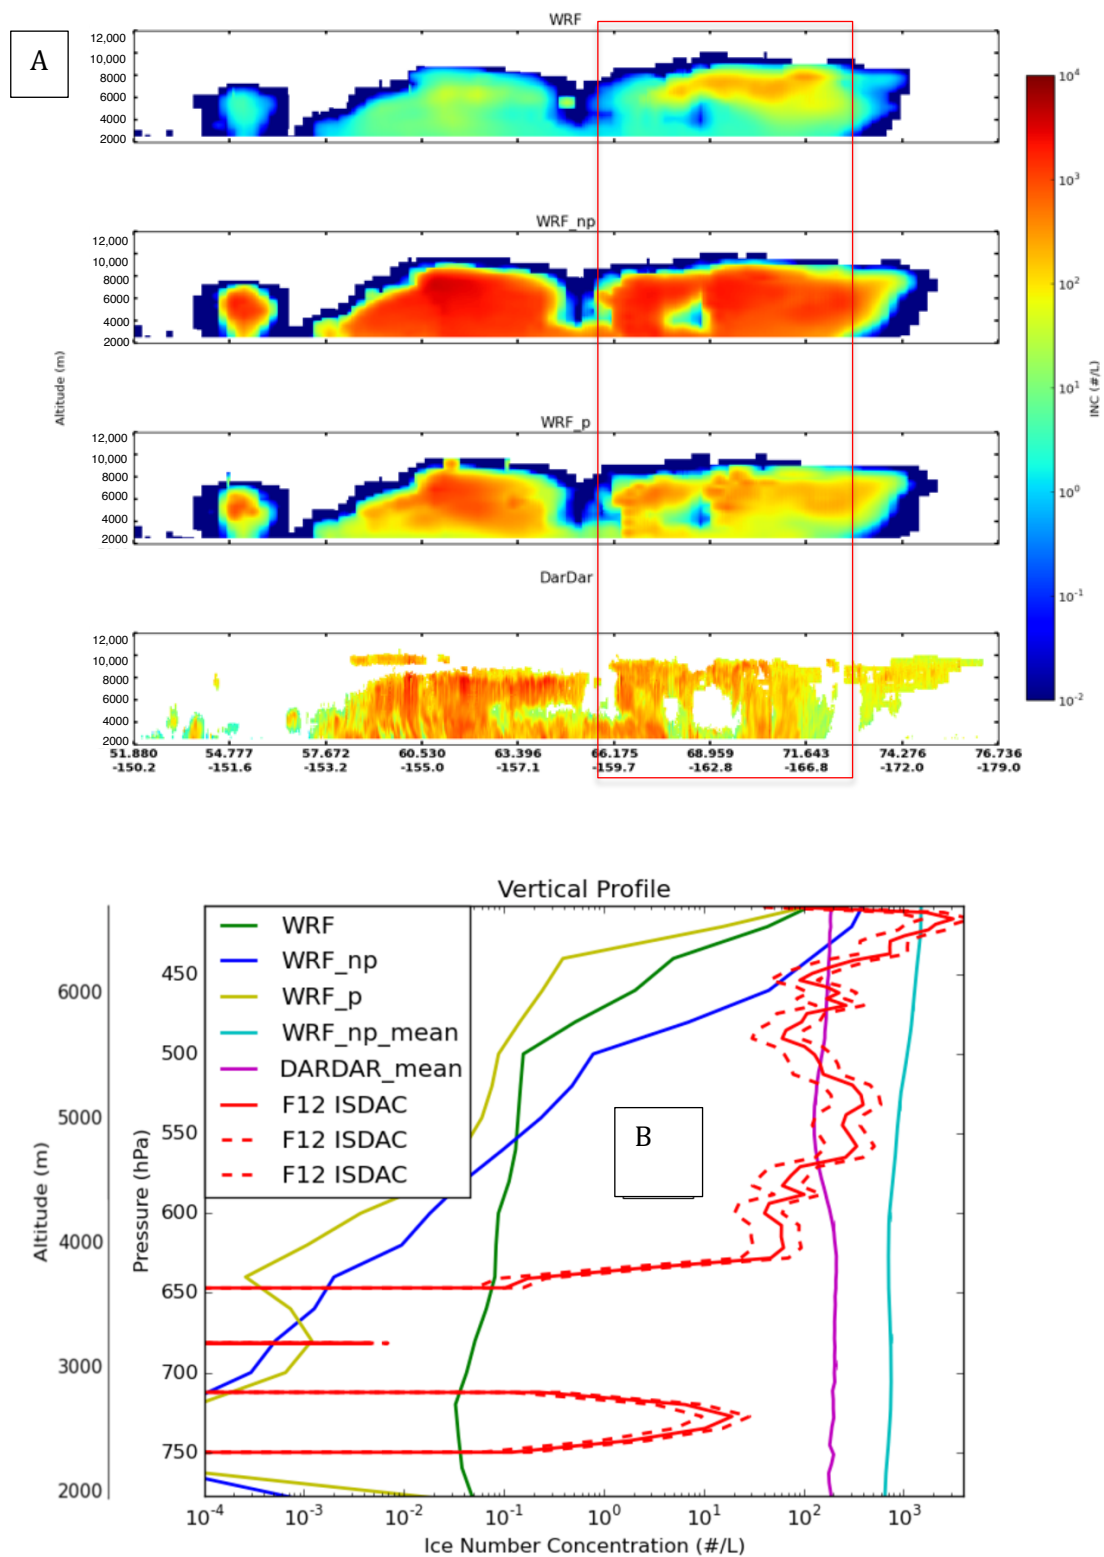 A
WRF
12,000
10,000
8000
6000
4000
2000
WRF_np
12,000
10,000
8000
6000
4000
2000
WRF_p
12,000
10,000
8000
6000
4000
2000
DarDar
12,000
10,000
8000
6000
4000
2000
Altitude (m)
51.880 54.777 57.672 60.530 63.396 66.175 68.959 71.643 74.276 76.736
-150.2 -151.6 -153.2 -155.0 -157.1 -159.7 -162.8 -166.8 -172.0 -179.0
10⁴
10³
10²
10¹
10⁰
10⁻¹
10⁻²
INC (#/L)
Vertical Profile
WRF
WRF_np
WRF_p
WRF_np_mean
DARDAR_mean
F12 ISDAC
F12 ISDAC
F12 ISDAC
B
6000
5000
4000
3000
2000
Altitude (m)
450
500
550
600
650
700
750
Pressure (hPa)
10⁻⁴ 10⁻³ 10⁻² 10⁻¹ 10⁰ 10¹ 10² 10³
Ice Number Concentration (#/L)